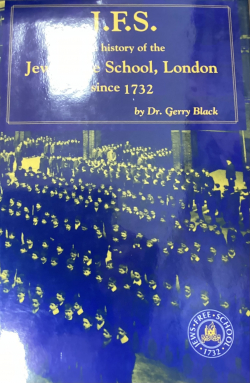 J.F.S.
history of the
School, London
since 1732
by Dr. Gerry Black
JEWS · FREE · SCHOOL
· 1732 ·